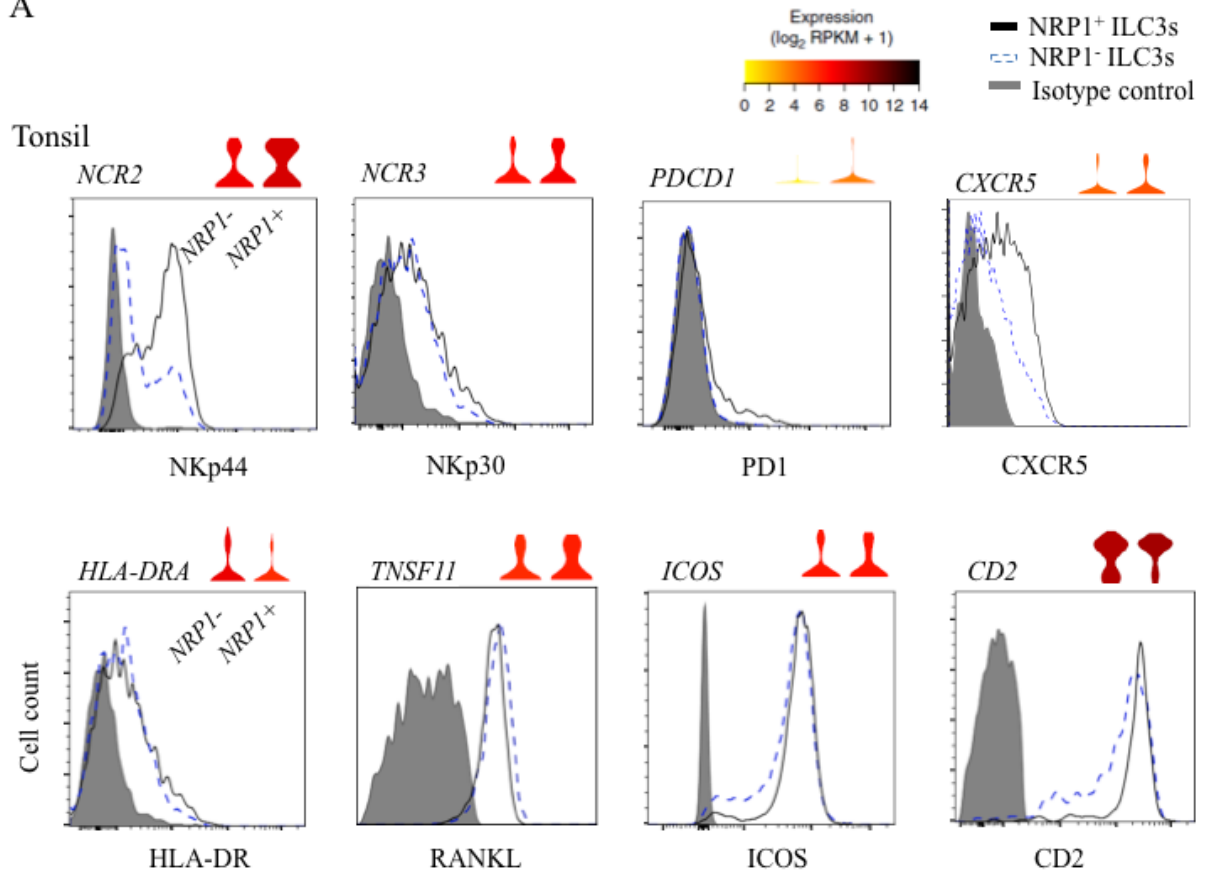 A
Expression
(log2 RPKM + 1)
0 2 4 6 8 10 12 14
NRP1+ ILC3s
NRP1- ILC3s
Isotype control
Tonsil
NCR2
NCR3
PDCD1
CXCR5
NRP1-
NRP1+
NKp44
NKp30
PD1
CXCR5
HLA-DRA
TNSF11
ICOS
CD2
NRP1-
NRP1+
Cell count
HLA-DR
RANKL
ICOS
CD2